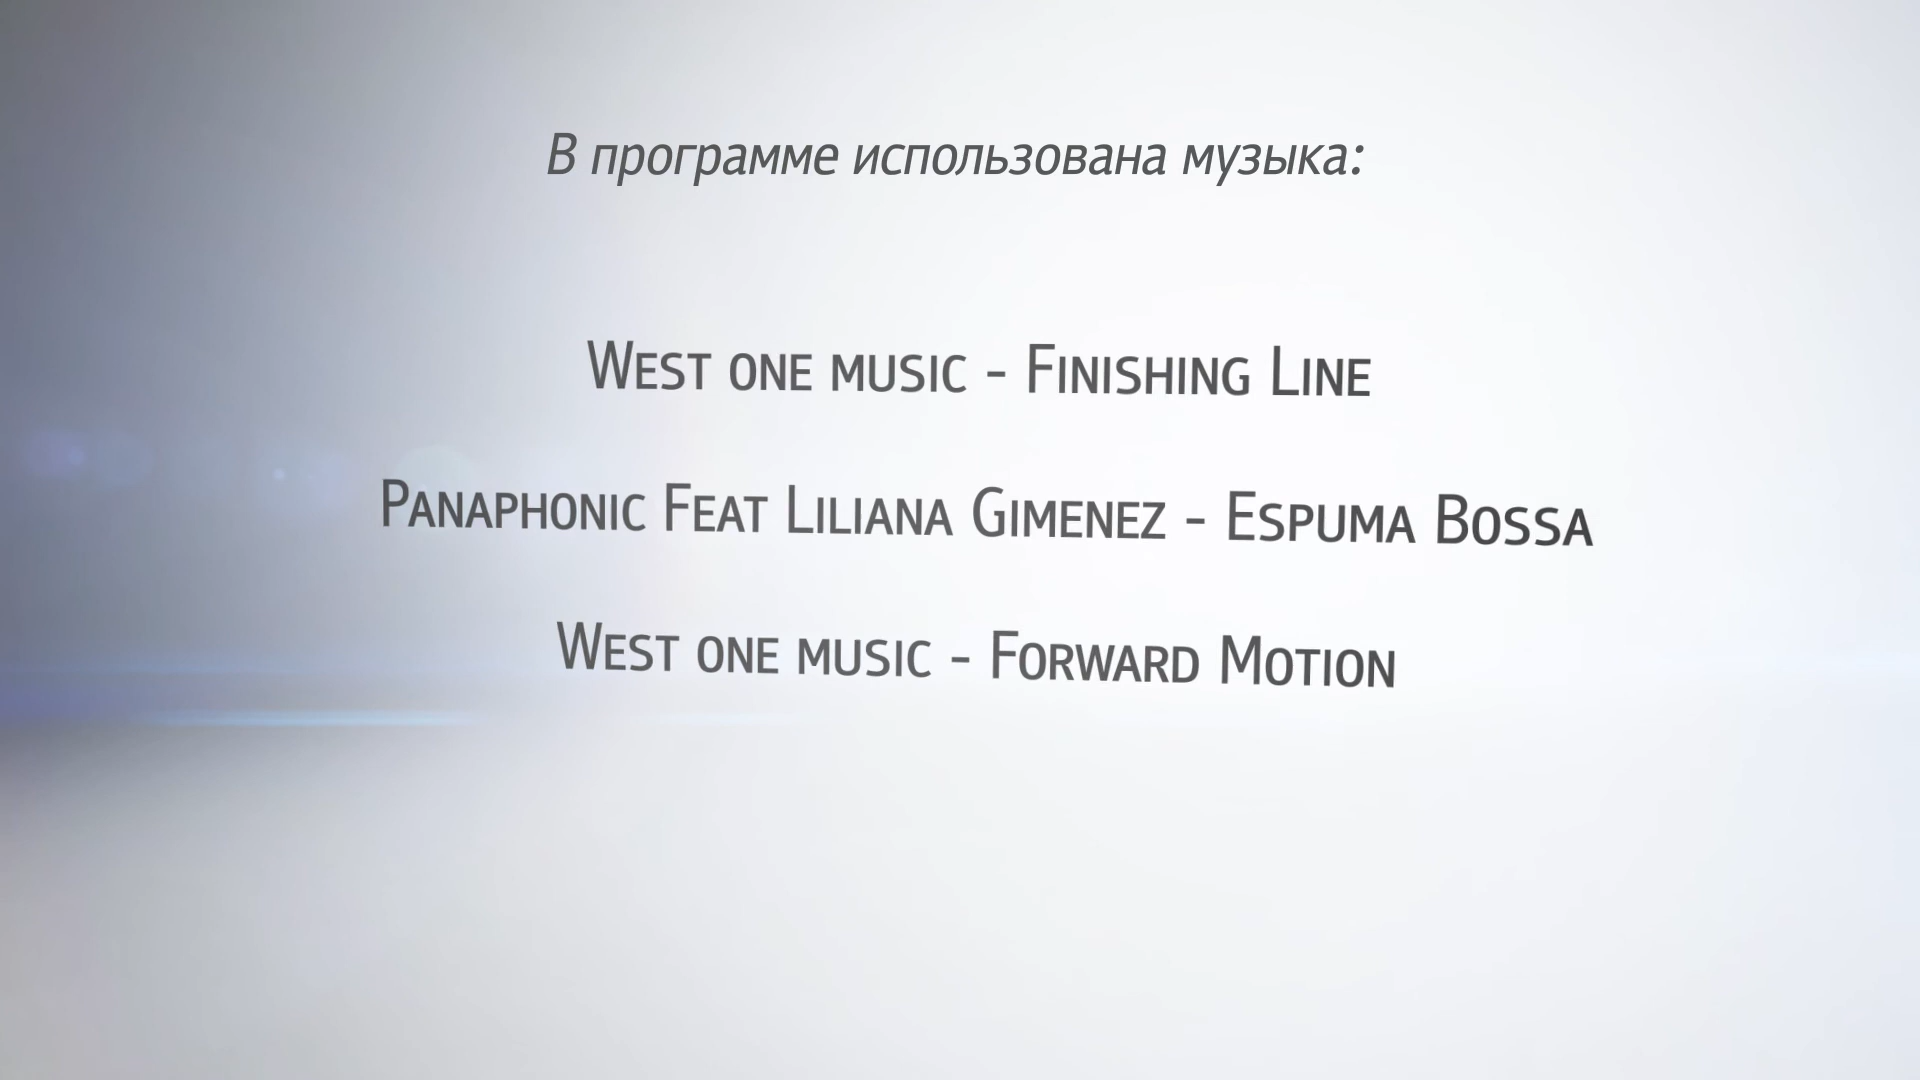 В программе использована музыка:
West one music - Finishing Line
Panaphonic Feat Liliana Gimenez - Espuma Bossa
West one music - Forward Motion